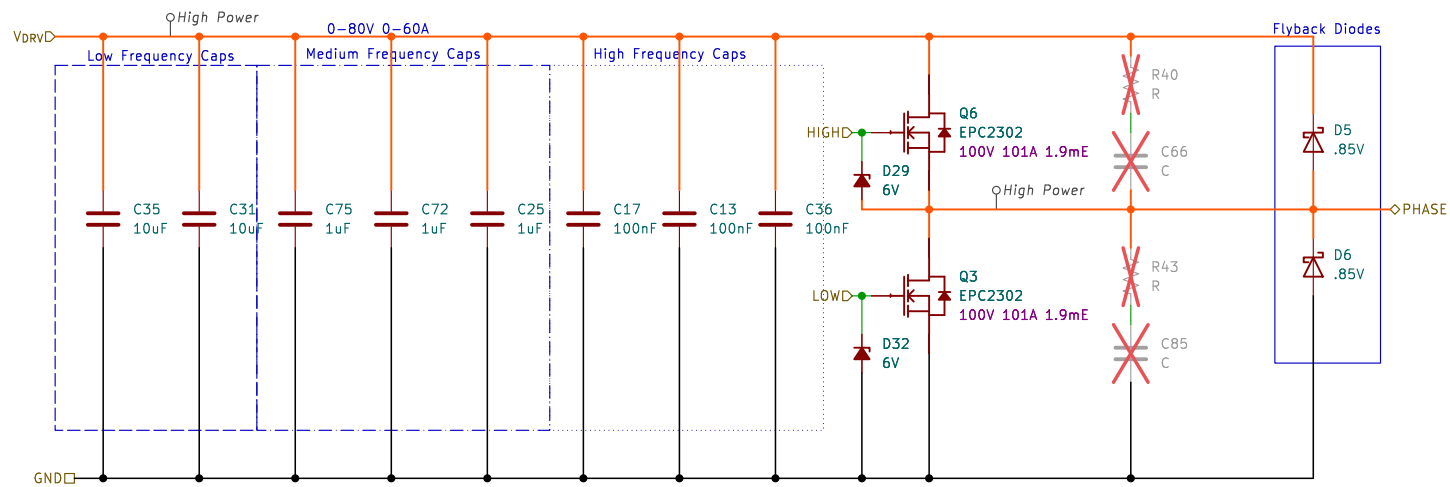 High Power
VDRV
0-80V 0-60A
Flyback Diodes
Low Frequency Caps
Medium Frequency Caps
High Frequency Caps
R40
R
Q6
EPC2302
100V 101A 1.9mE
HIGH
D5
.85V
C66
C
D29
6V
High Power
C35
10uF
C31
10uF
C75
1uF
C72
1uF
C25
1uF
C17
100nF
C13
100nF
C36
100nF
PHASE
D6
.85V
R43
R
Q3
EPC2302
100V 101A 1.9mE
LOW
D32
6V
C85
C
GND